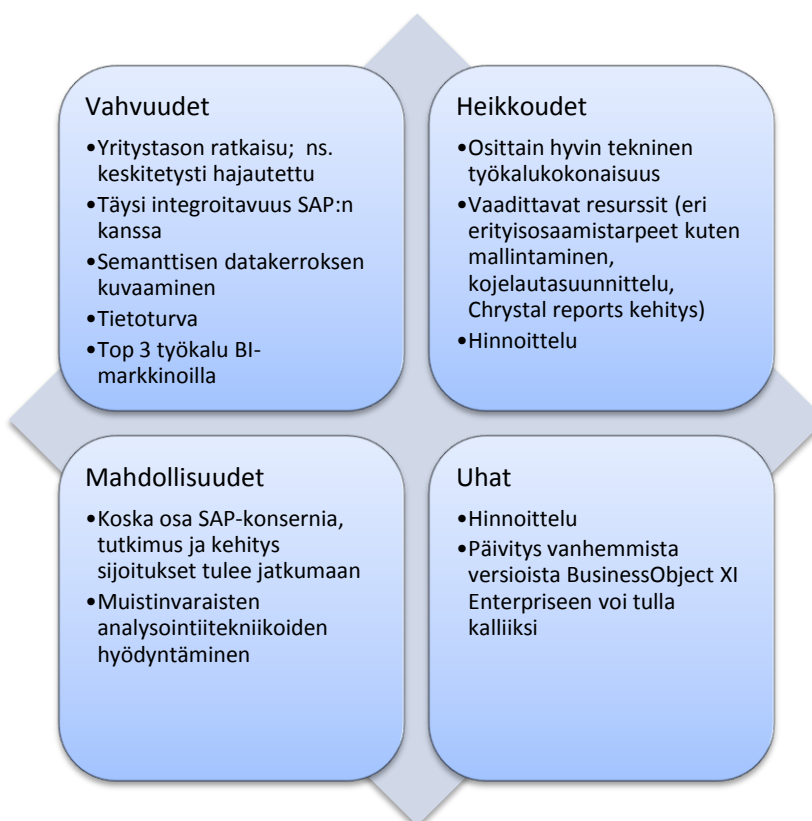 Vahvuudet
•Yritystason ratkaisu; ns.
keskitetysti hajautettu
•Täysi integroitavuus SAP:n
kanssa
•Semanttisen datakerroksen
kuvaaminen
•Tietoturva
•Top 3 työkalu BI-
markkinoilla
Heikkoudet
•Osittain hyvin tekninen
työkalukokonaisuus
•Vaadittavat resurssit (eri
erityisosaamistarpeet kuten
mallintaminen,
kojelautasuunnittelu,
Chrystal reports kehitys)
•Hinnoittelu
Mahdollisuudet
•Koska osa SAP-konsernia,
tutkimus ja kehitys
sijoitukset tulee jatkumaan
•Muistinvaraisten
analysointiitekniikoiden
hyödyntäminen
Uhat
•Hinnoittelu
•Päivitys vanhemmista
versioista BusinessObject XI
Enterpriseen voi tulla
kalliiksi